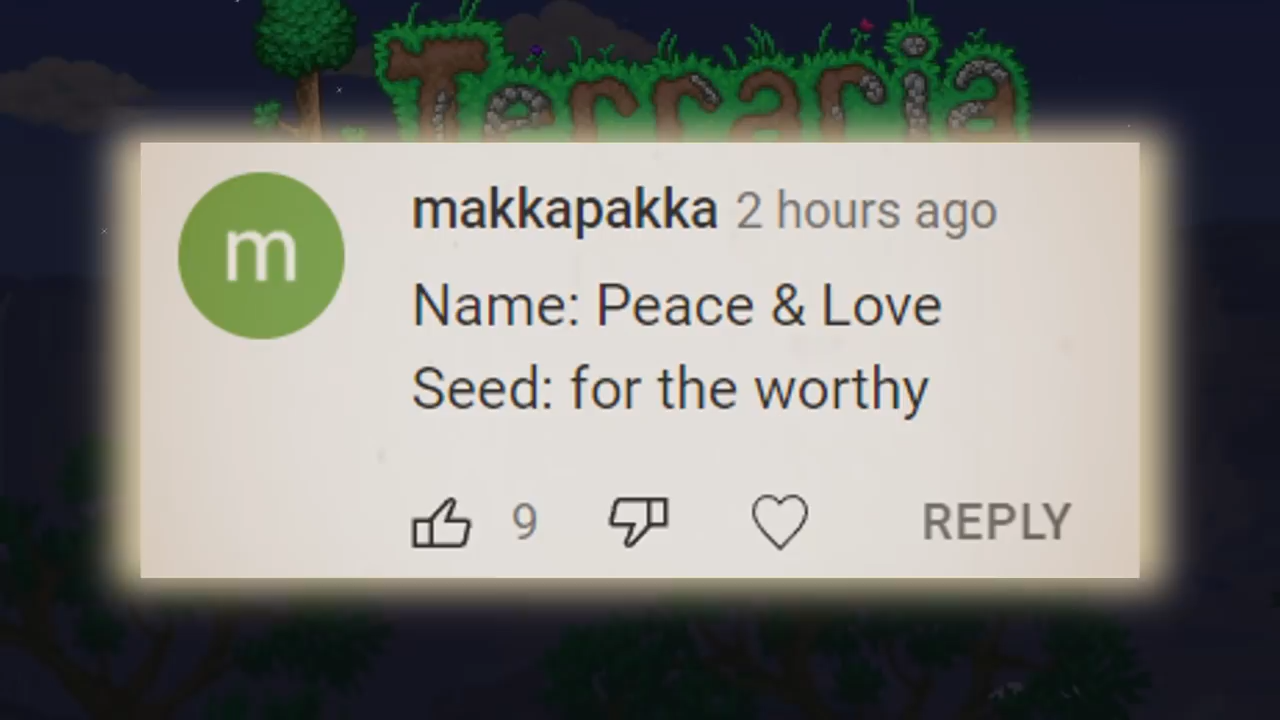 Terraria
m
makkapakka 2 hours ago
Name: Peace & Love
Seed: for the worthy
9
REPLY